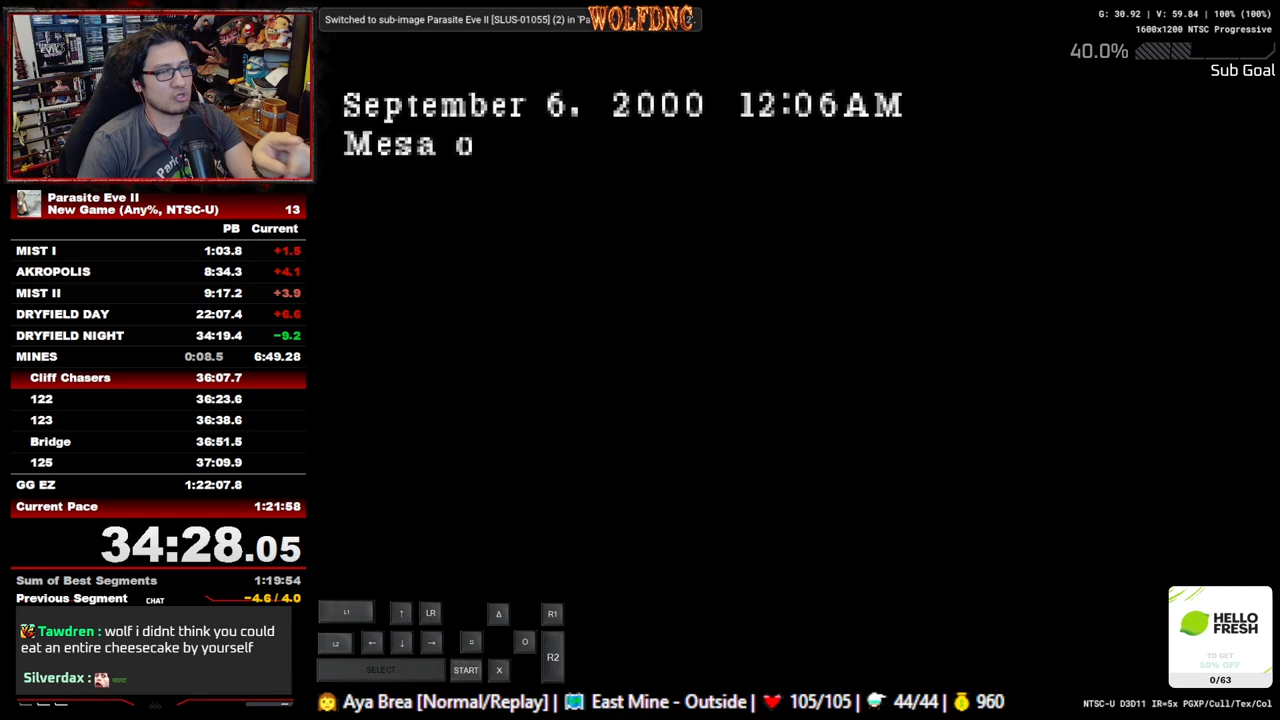 Switched to sub-image Parasite Eve II [SLUS-01055] (2) in 'Pa
WOLFDNC
G: 30.92 | V: 59.84 | 100% (100%)
1600x1200 NTSC Progressive
40.0%
Sub Goal
September 6. 2000 12:06AM
Mesa o
Parasite Eve II
New Game (Any%, NTSC-U) 13
PB Current
MIST I 1:03.8 +1.5
AKROPOLIS 8:34.3 +4.1
MIST II 9:17.2 +3.9
DRYFIELD DAY 22:07.4 +6.6
DRYFIELD NIGHT 34:19.4 −9.2
MINES 0:08.5 6:49.28
Cliff Chasers 36:07.7
122 36:23.6
123 36:38.6
Bridge 36:51.5
125 37:09.9
GG EZ 1:22:07.8
Current Pace 1:21:58
34:28.05
Sum of Best Segments 1:19:54
Previous Segment −4.6 / 4.0
CHAT
Tawdren : wolf i didnt think you could
eat an entire cheesecake by yourself
Silverdax :
L1 ↑ LR Δ R1
L2 ← ↓ → □ O R2
SELECT START X
HELLO
FRESH
TO GET
50% OFF
0/63
Aya Brea [Normal/Replay] | East Mine - Outside | 105/105 | 44/44 | 960
NTSC-U D3D11 IR=5x PGXP/Cull/Tex/Col